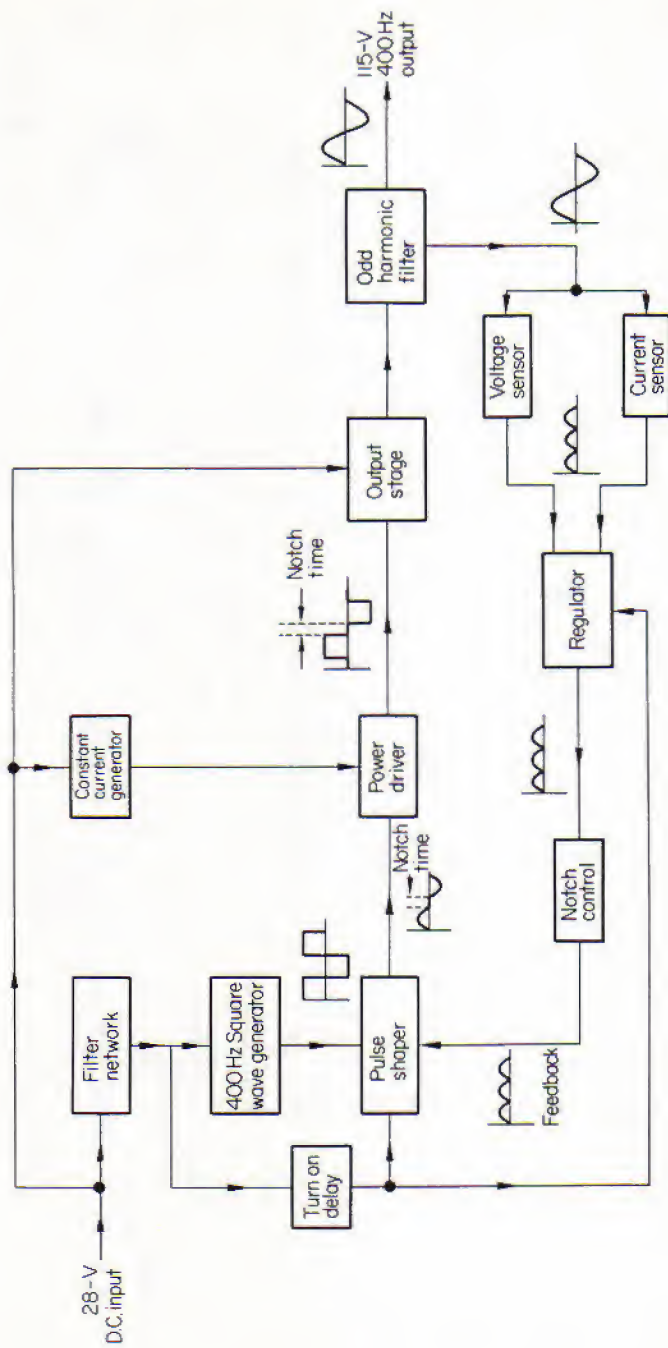 28-V
D.C. input
Filter
network
Constant
current
generator
400 Hz Square
wave generator
Turn on
delay
Pulse
shaper
Notch
time
Power
driver
Notch
time
Output
stage
Odd
harmonic
filter
115-V
400 Hz
output
Feedback
Notch
control
Regulator
Voltage
sensor
Current
sensor